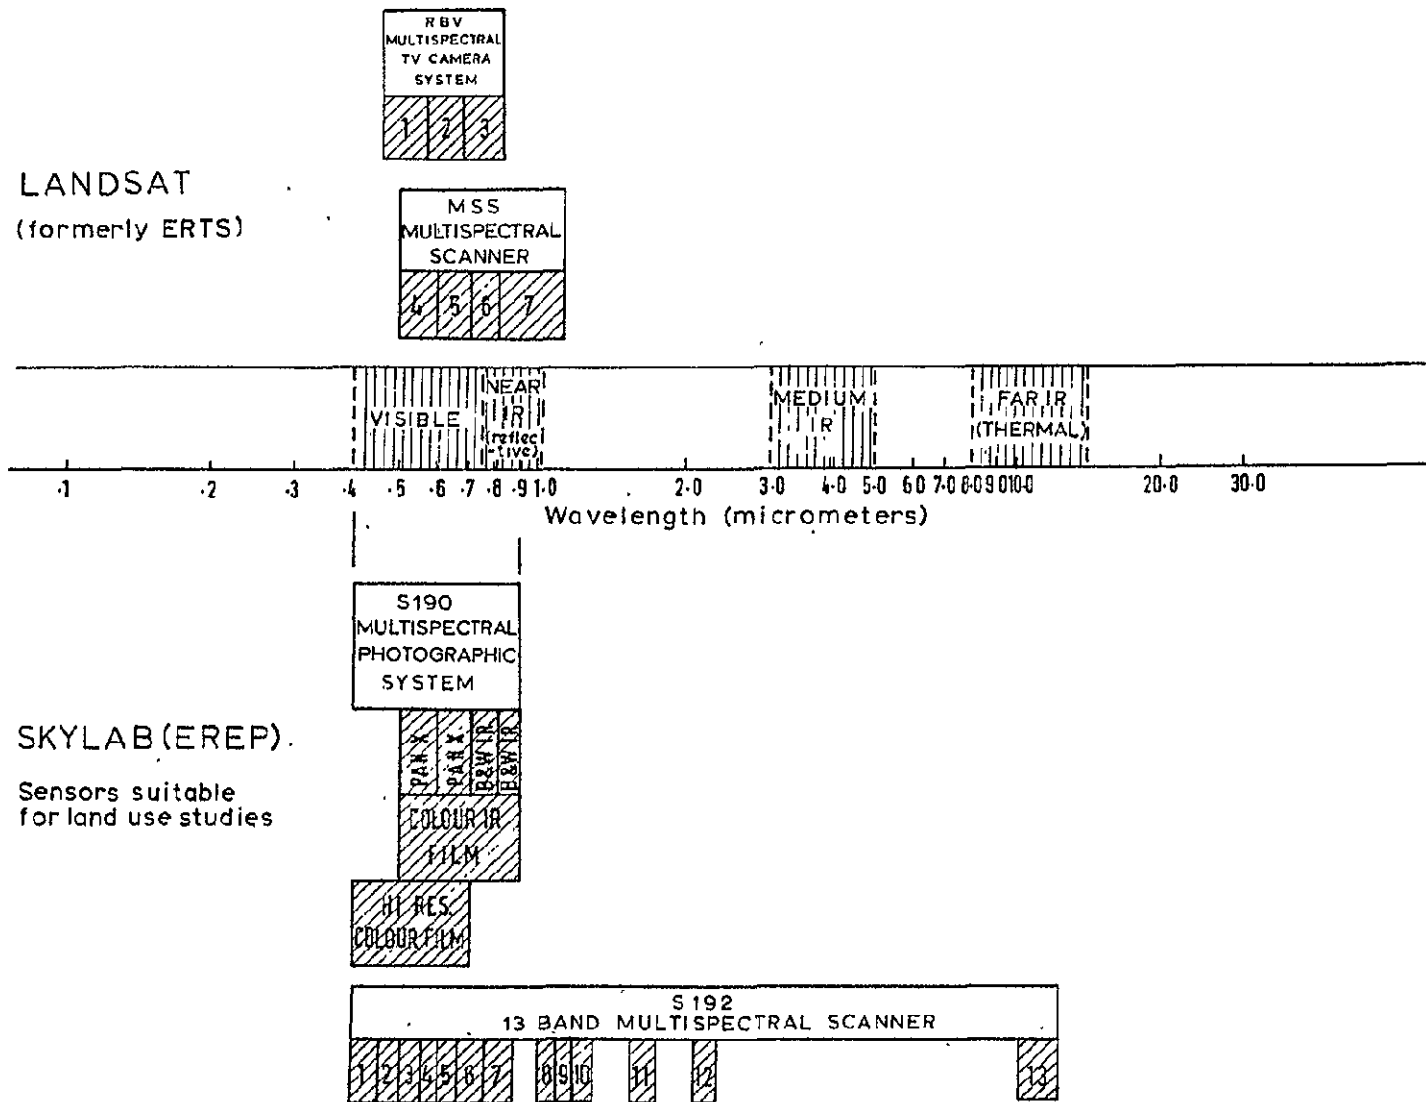 RBV
MULTISPECTRAL
TV CAMERA
SYSTEM
1 2 3
LANDSAT
(formerly ERTS)
MSS
MULTISPECTRAL
SCANNER
4 5 6 7
VISIBLE
NEAR
IR
(reflec
-tive)
MEDIUM
IR
FAR IR
(THERMAL)
·1 ·2 ·3 ·4 ·5 ·6 ·7 ·8 ·9 1·0 2·0 3·0 4·0 5·0 6·0 7·0 8·0 9·0 10·0 20·0 30·0
Wavelength (micrometers)
S190
MULTISPECTRAL
PHOTOGRAPHIC
SYSTEM
PAN X
PAN X
B&W IR
B&W IR
SKYLAB (EREP)
Sensors suitable
for land use studies
COLOUR IR
FILM
HI RES.
COLOUR FILM
S192
13 BAND MULTISPECTRAL SCANNER
1 2 3 4 5 6 7 8 9 10 11 12 13